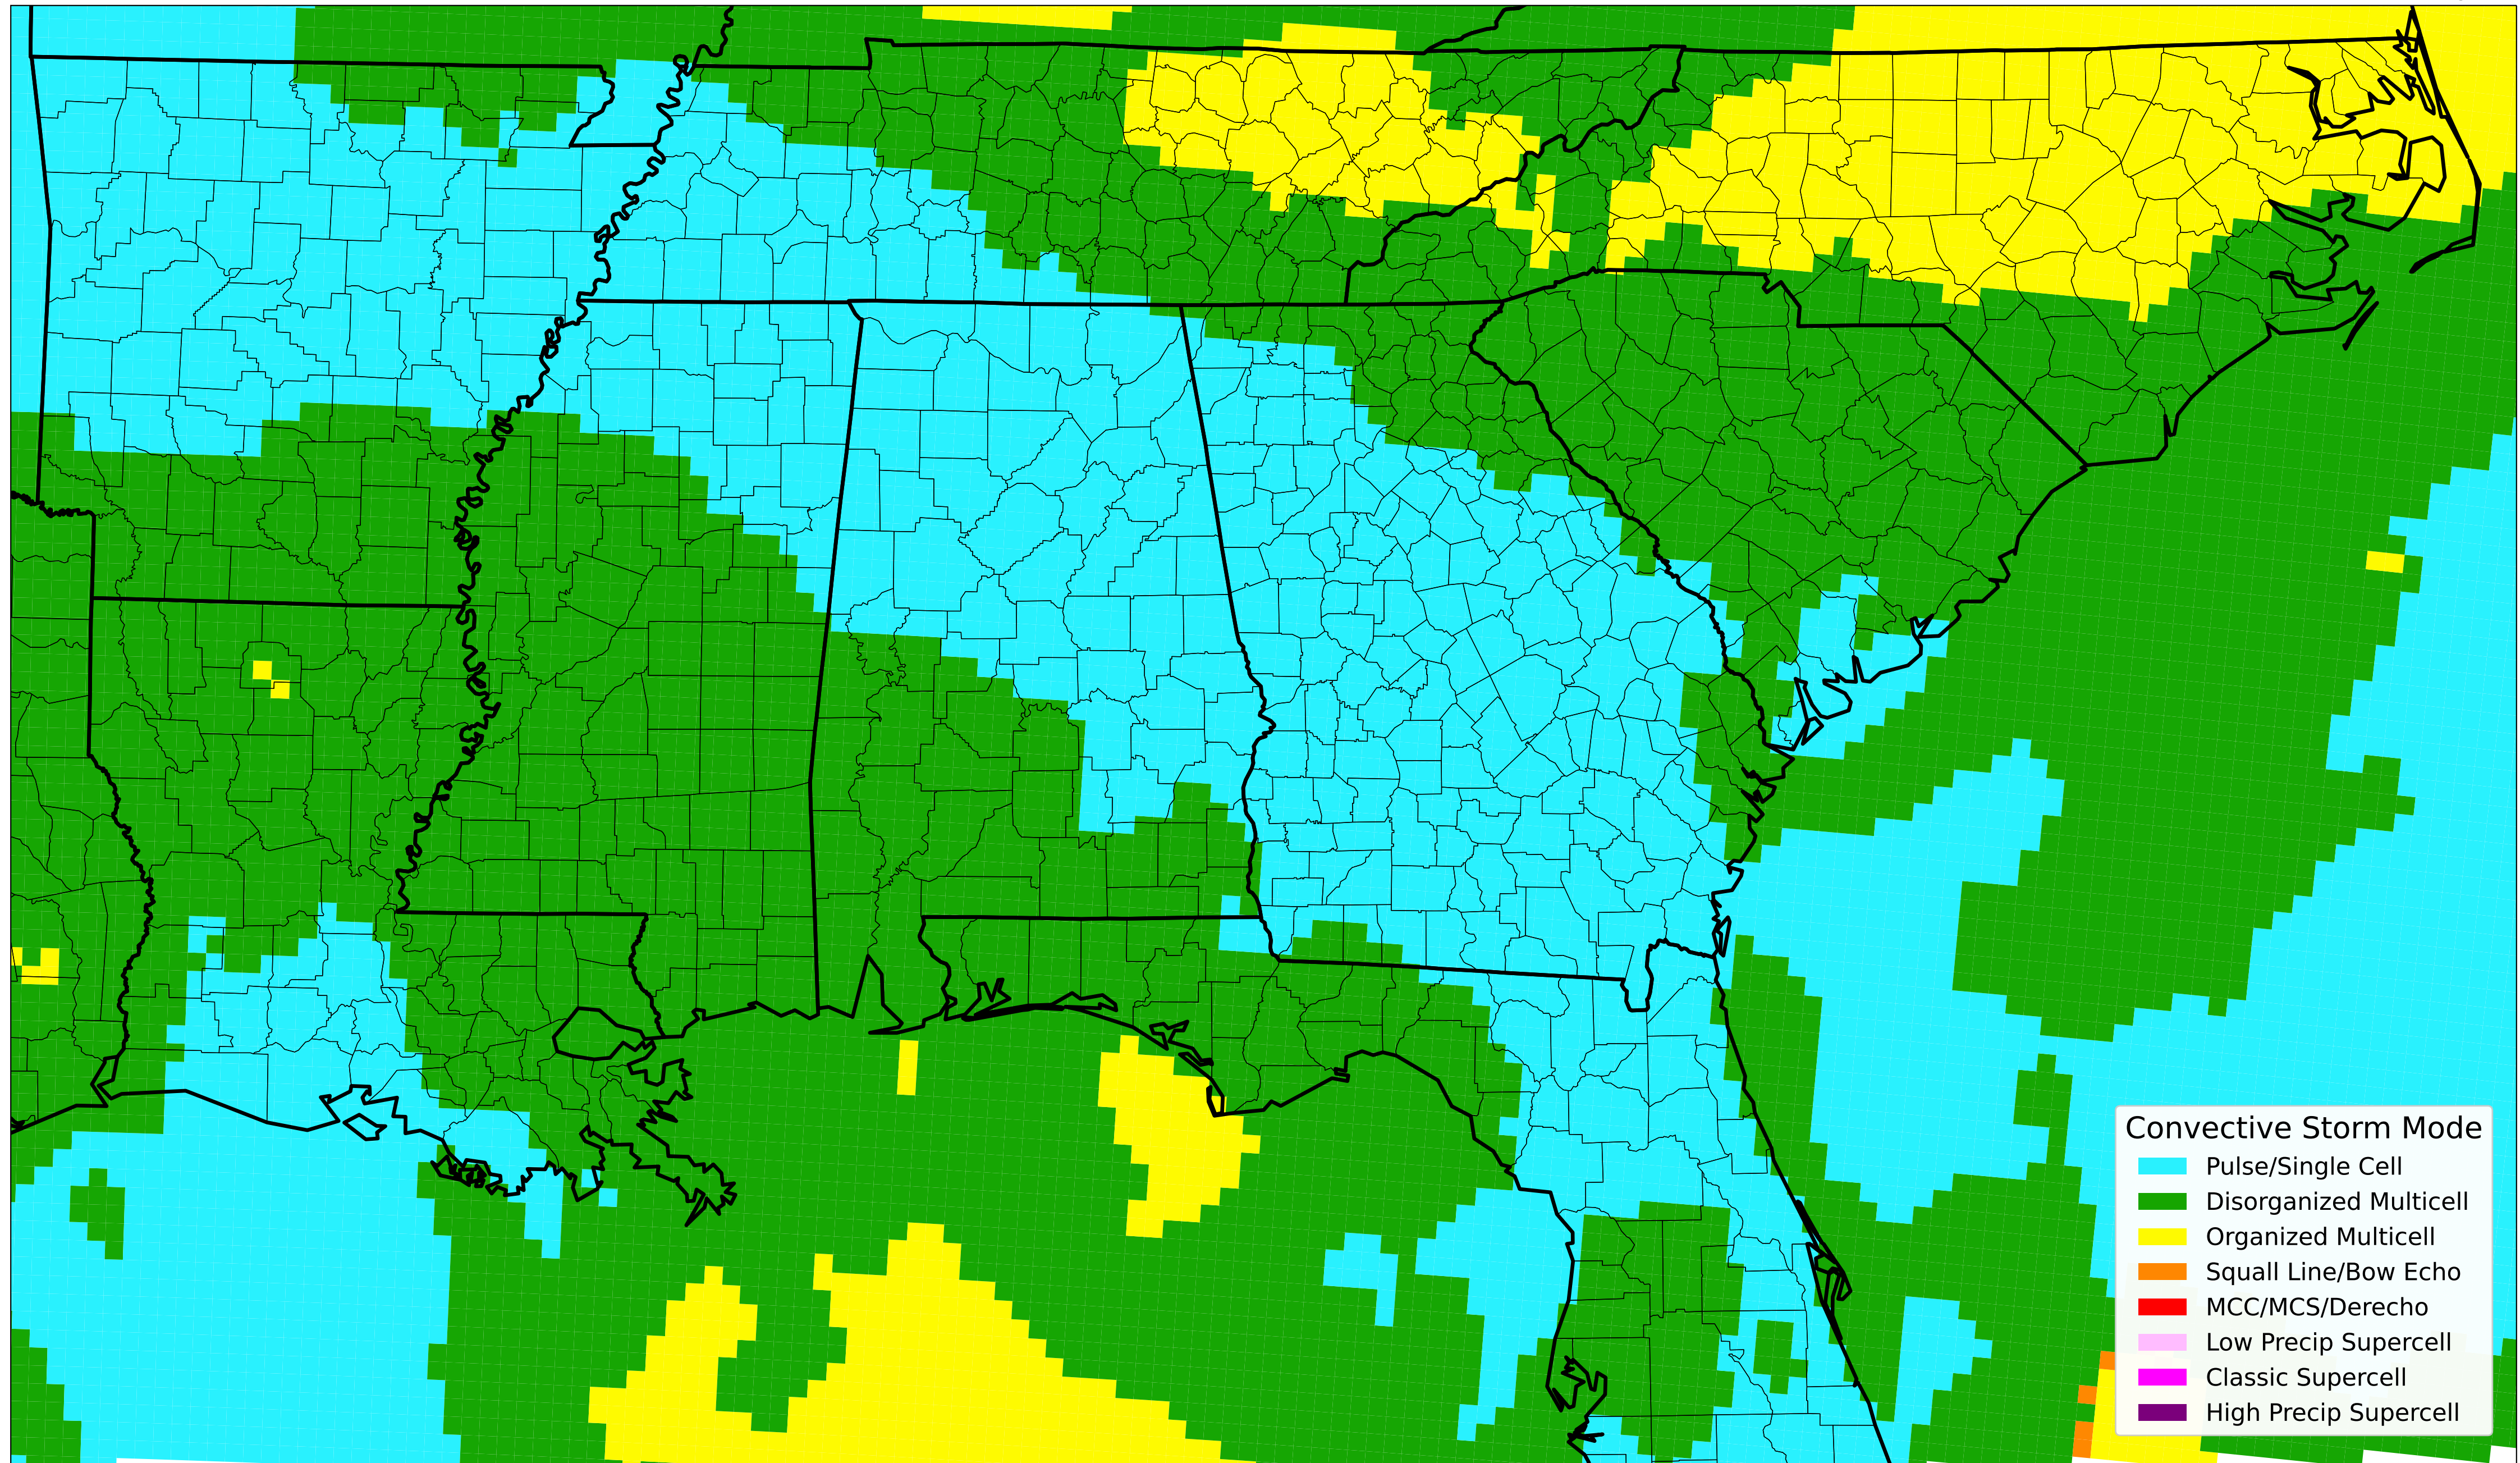 Convective Storm Mode
Pulse/Single Cell
Disorganized Multicell
Organized Multicell
Squall Line/Bow Echo
MCC/MCS/Derecho
Low Precip Supercell
Classic Supercell
High Precip Supercell